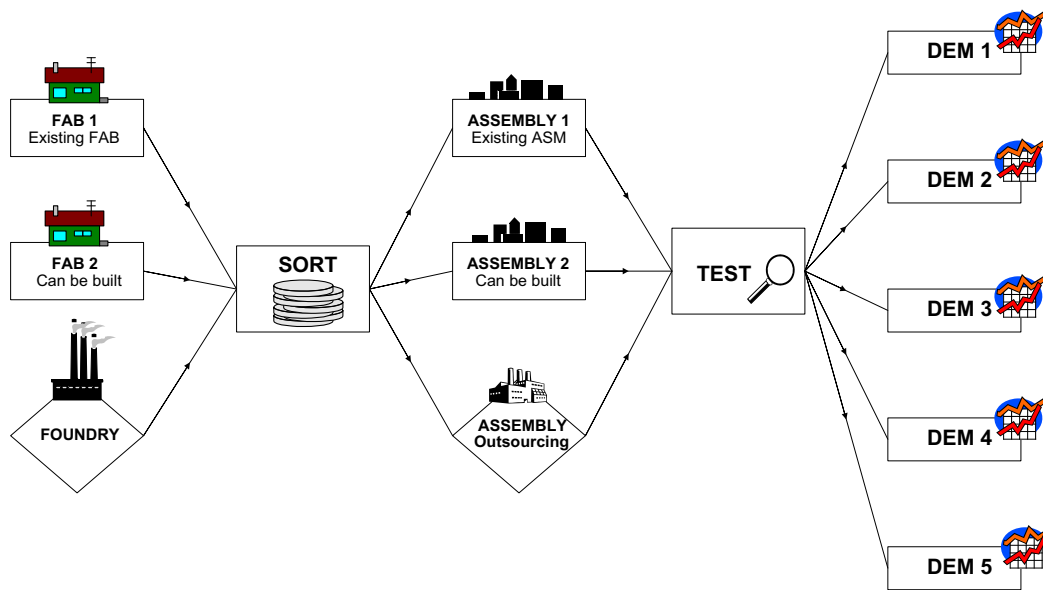 FAB 1
Existing FAB
FAB 2
Can be built
FOUNDRY
SORT
ASSEMBLY 1
Existing ASM
ASSEMBLY 2
Can be built
ASSEMBLY
Outsourcing
TEST
DEM 1
DEM 2
DEM 3
DEM 4
DEM 5